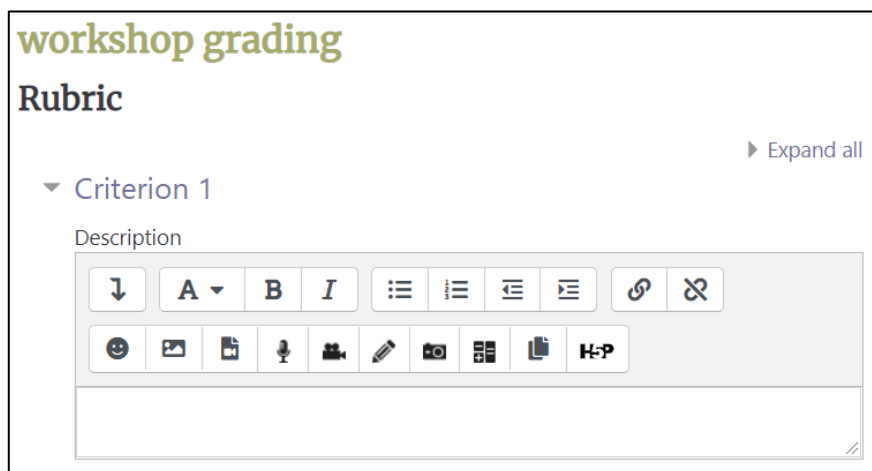 workshop grading
Rubric
Expand all
Criterion 1
Description
A B I
H5P